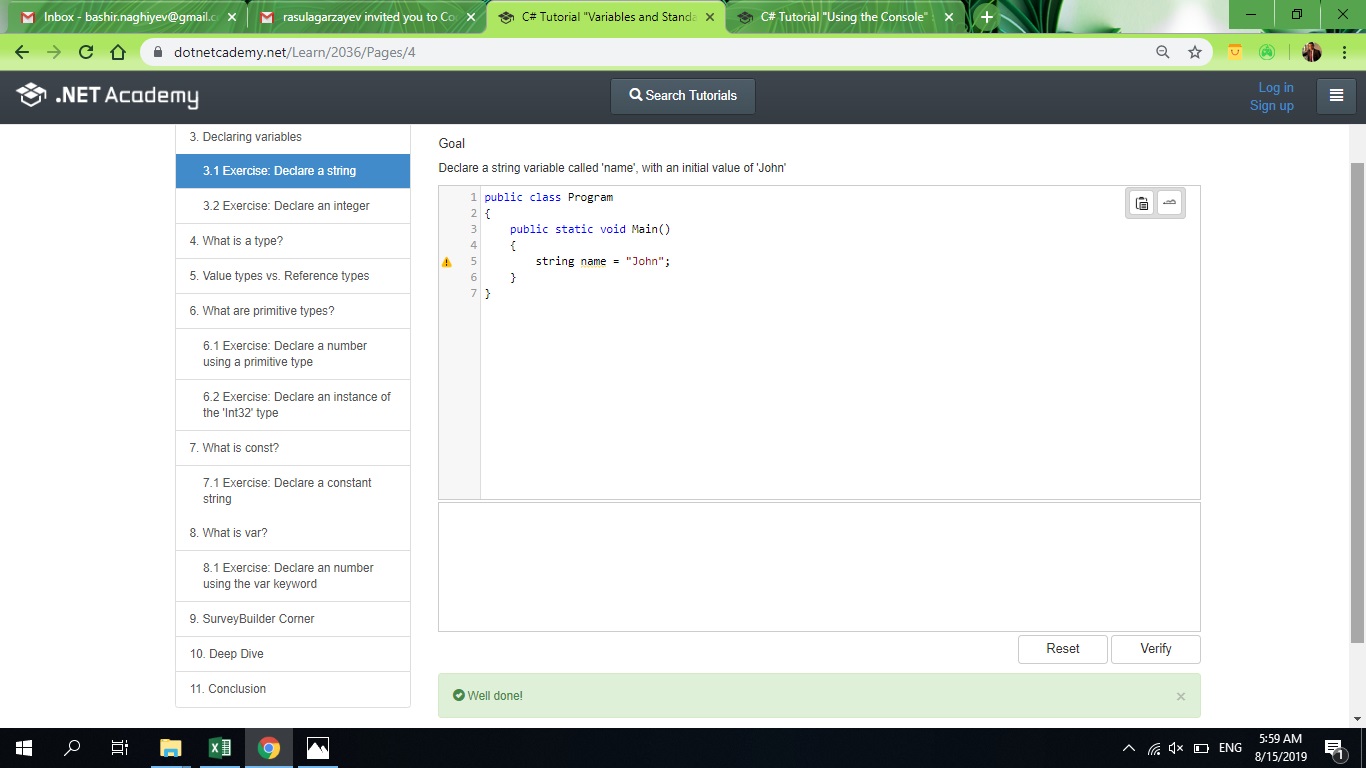 Inbox - bashir.naghiyev@gmail.c
rasulagarzayev invited you to Co
C# Tutorial "Variables and Standa
C# Tutorial "Using the Console"
dotnetcademy.net/Learn/2036/Pages/4
.NET Academy
Search Tutorials
Log in
Sign up
3. Declaring variables
3.1 Exercise: Declare a string
3.2 Exercise: Declare an integer
4. What is a type?
5. Value types vs. Reference types
6. What are primitive types?
6.1 Exercise: Declare a number
using a primitive type
6.2 Exercise: Declare an instance of
the 'Int32' type
7. What is const?
7.1 Exercise: Declare a constant
string
8. What is var?
8.1 Exercise: Declare an number
using the var keyword
9. SurveyBuilder Corner
10. Deep Dive
11. Conclusion
Goal
Declare a string variable called 'name', with an initial value of 'John'
1 public class Program
2 {
3 public static void Main()
4 {
5 string name = "John";
6 }
7 }
Reset
Verify
Well done!
ENG
5:59 AM
8/15/2019
1